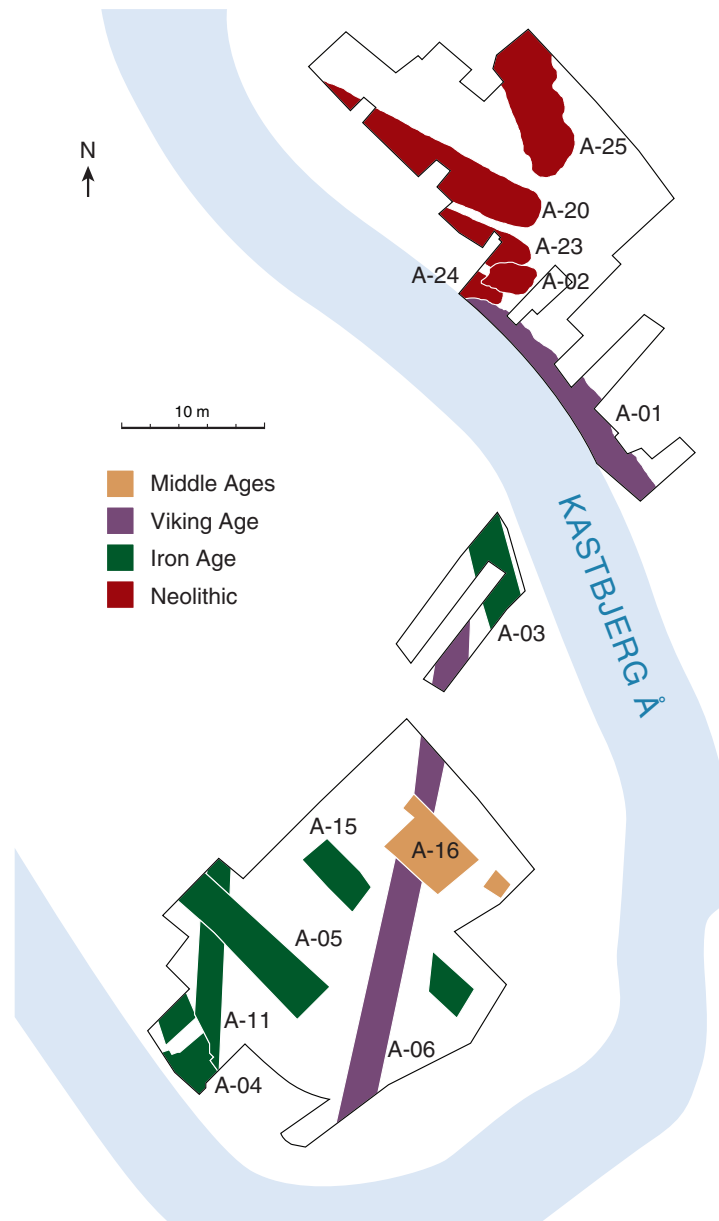 N
A-25
A-20
A-23
A-24
A-02
10 m
A-01
Middle Ages
Viking Age
Iron Age
Neolithic
KASTBJERG Å
A-03
A-15
A-16
A-05
A-11
A-06
A-04